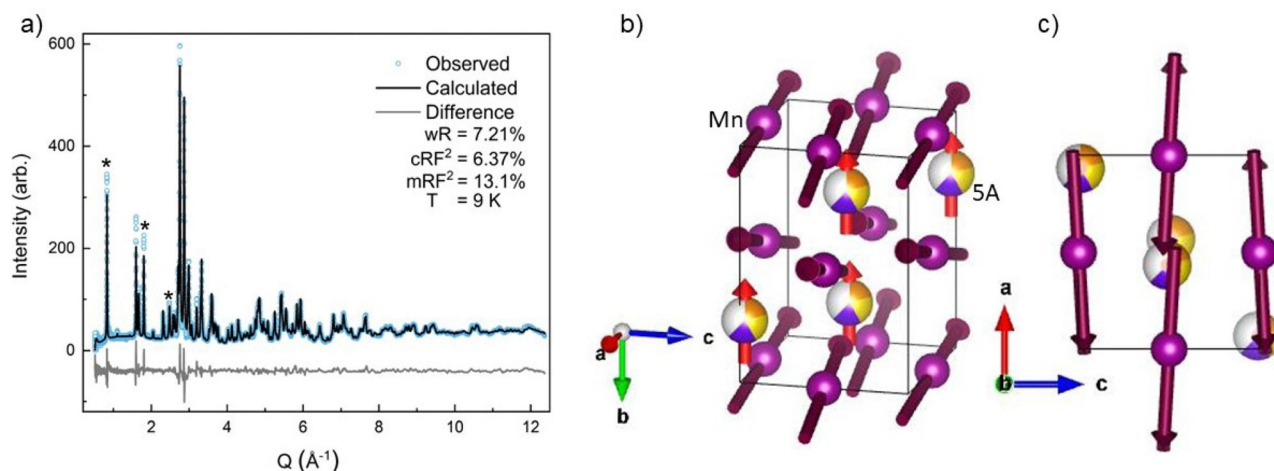 a)
600
400
200
0
Intensity (arb.)
2 4 6 8 10 12
Q (Å⁻¹)
Observed
Calculated
Difference
wR = 7.21%
cRF² = 6.37%
mRF² = 13.1%
T = 9 K
*
*
*
b)
Mn
5A
a
c
b
c)
a
b
c